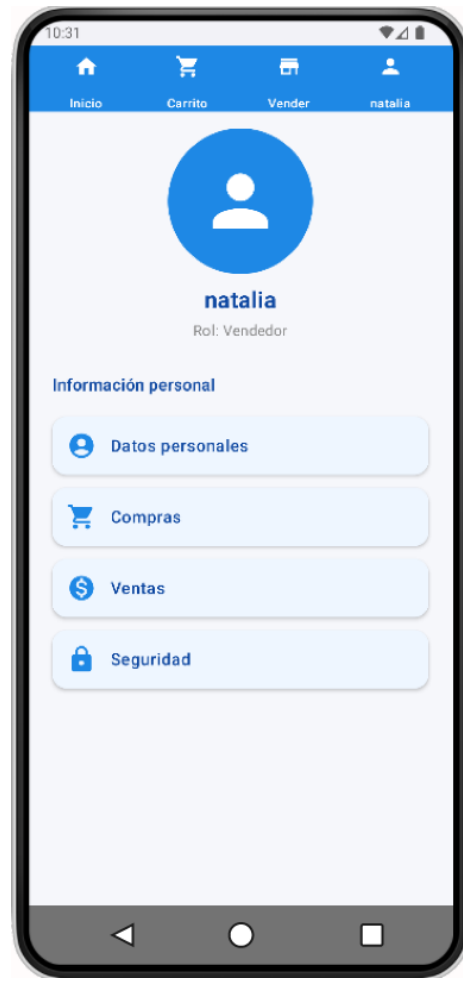 10:31
Inicio Carrito Vender natalia
natalia
Rol: Vendedor
Información personal
Datos personales
Compras
Ventas
Seguridad